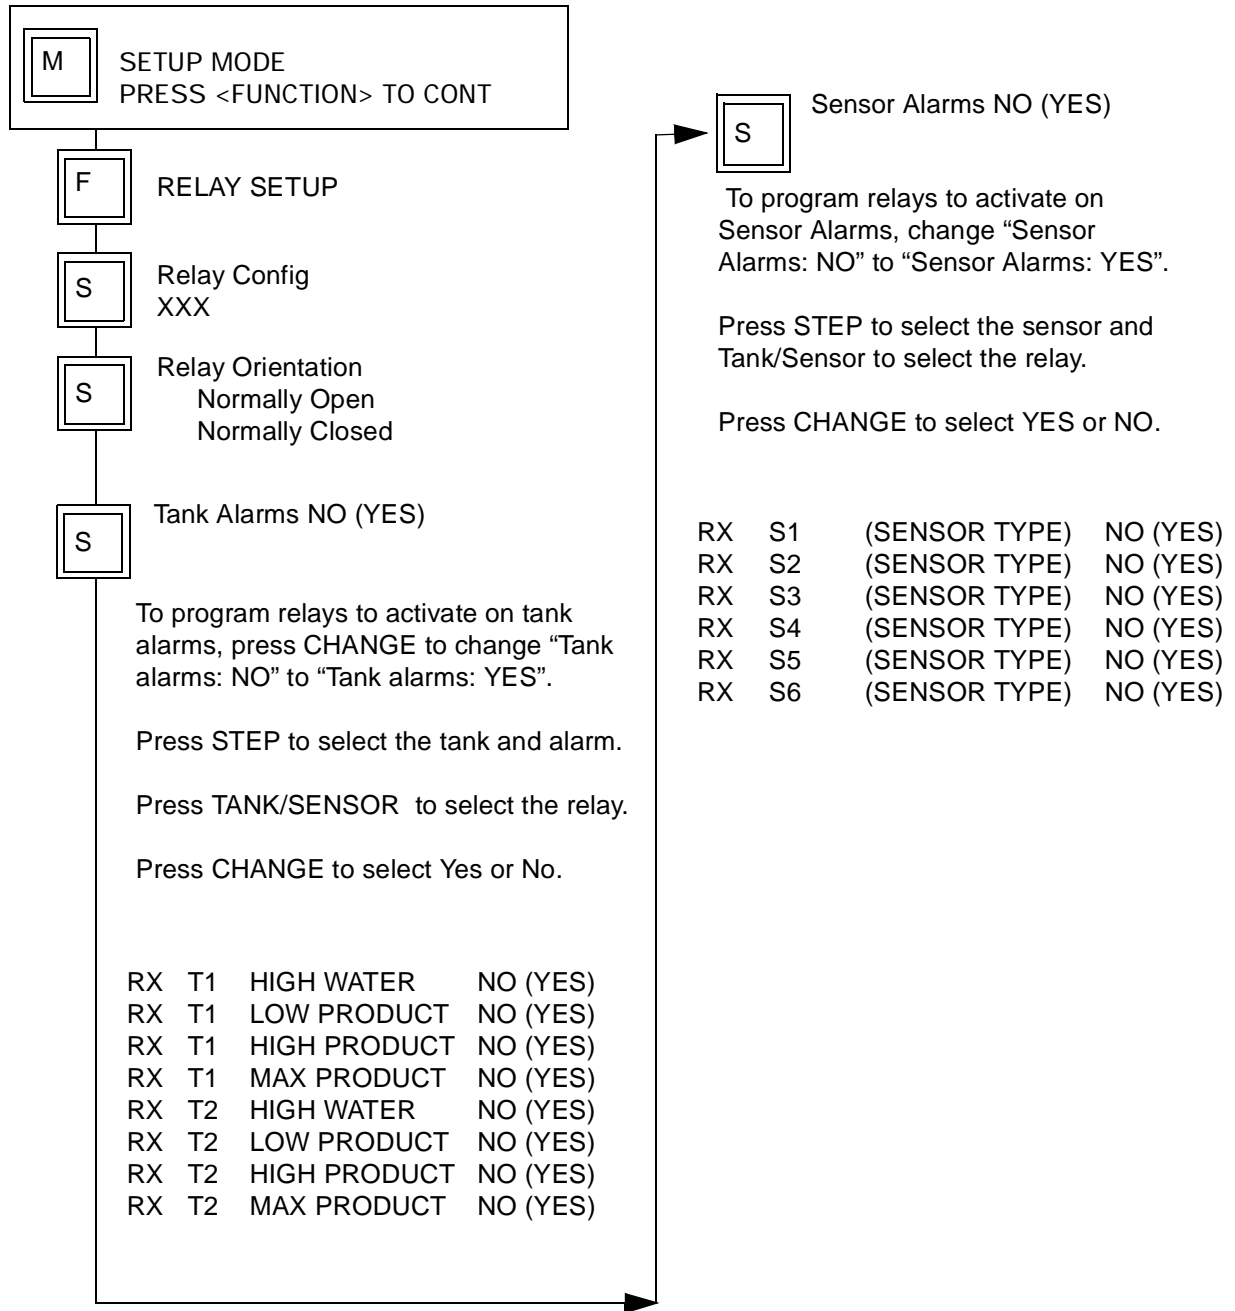 M
SETUP MODE
PRESS <FUNCTION> TO CONT
F
RELAY SETUP
S
Relay Config
XXX
S
Relay Orientation
Normally Open
Normally Closed
S
Tank Alarms NO (YES)
To program relays to activate on tank
alarms, press CHANGE to change “Tank
alarms: NO” to “Tank alarms: YES”.
Press STEP to select the tank and alarm.
Press TANK/SENSOR to select the relay.
Press CHANGE to select Yes or No.
RX T1 HIGH WATER NO (YES)
RX T1 LOW PRODUCT NO (YES)
RX T1 HIGH PRODUCT NO (YES)
RX T1 MAX PRODUCT NO (YES)
RX T2 HIGH WATER NO (YES)
RX T2 LOW PRODUCT NO (YES)
RX T2 HIGH PRODUCT NO (YES)
RX T2 MAX PRODUCT NO (YES)
S
Sensor Alarms NO (YES)
To program relays to activate on
Sensor Alarms, change “Sensor
Alarms: NO” to “Sensor Alarms: YES”.
Press STEP to select the sensor and
Tank/Sensor to select the relay.
Press CHANGE to select YES or NO.
RX S1 (SENSOR TYPE) NO (YES)
RX S2 (SENSOR TYPE) NO (YES)
RX S3 (SENSOR TYPE) NO (YES)
RX S4 (SENSOR TYPE) NO (YES)
RX S5 (SENSOR TYPE) NO (YES)
RX S6 (SENSOR TYPE) NO (YES)